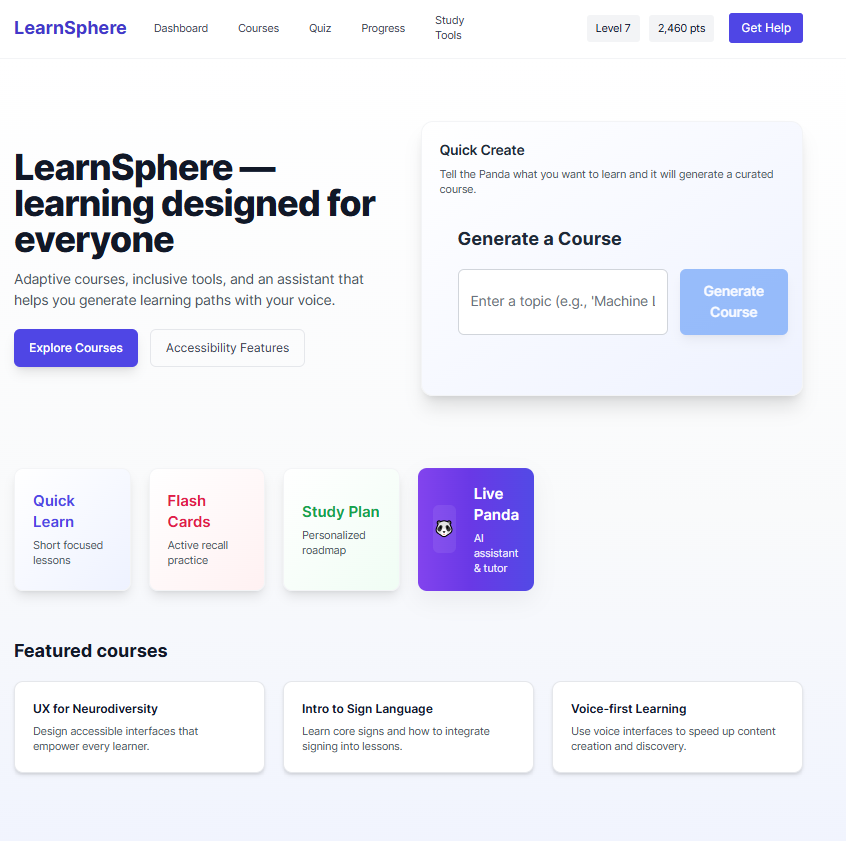 LearnSphere
Dashboard
Courses
Quiz
Progress
Study
Tools
Level 7
2,460 pts
Get Help
LearnSphere —
learning designed for
everyone
Adaptive courses, inclusive tools, and an assistant that
helps you generate learning paths with your voice.
Explore Courses
Accessibility Features
Quick Create
Tell the Panda what you want to learn and it will generate a curated
course.
Generate a Course
Enter a topic (e.g., 'Machine l
Generate
Course
Quick
Learn
Short focused
lessons
Flash
Cards
Active recall
practice
Study Plan
Personalized
roadmap
Live
Panda
AI
assistant
& tutor
Featured courses
UX for Neurodiversity
Design accessible interfaces that
empower every learner.
Intro to Sign Language
Learn core signs and how to integrate
signing into lessons.
Voice-first Learning
Use voice interfaces to speed up content
creation and discovery.